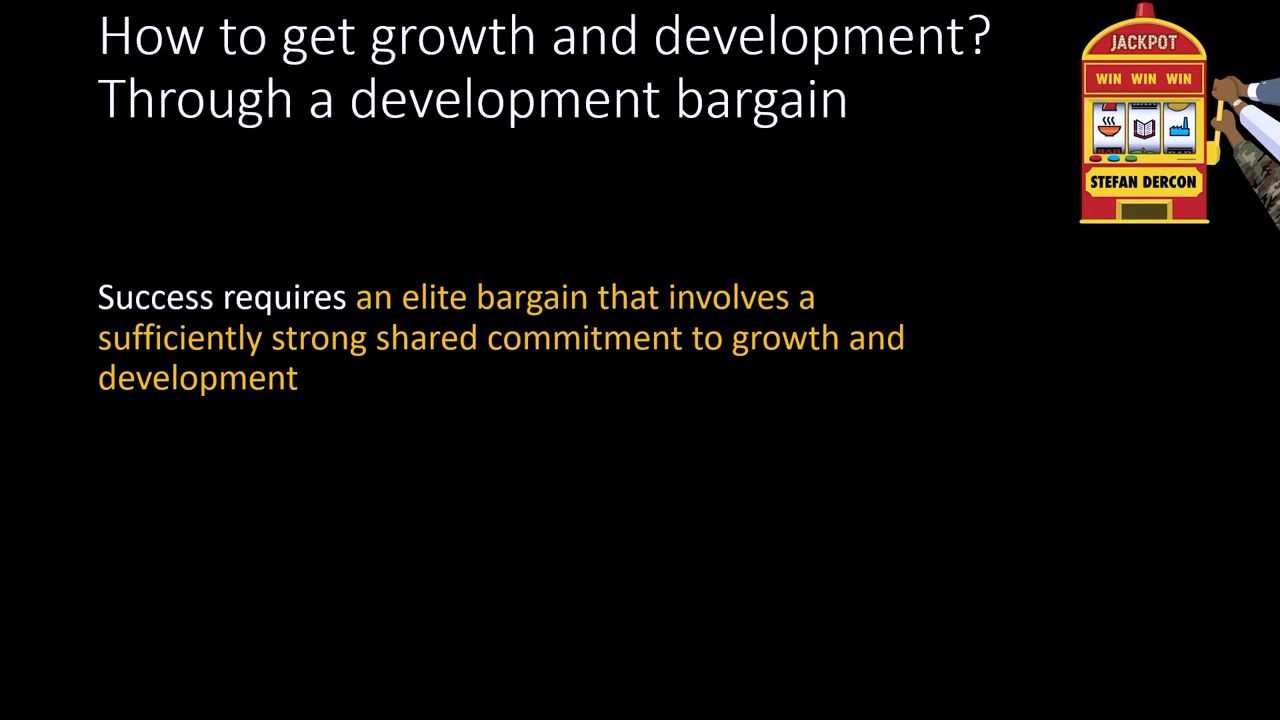 How to get growth and development?
Through a development bargain
JACKPOT
WIN WIN WIN
STEFAN DERCON
Success requires an elite bargain that involves a
sufficiently strong shared commitment to growth and
development